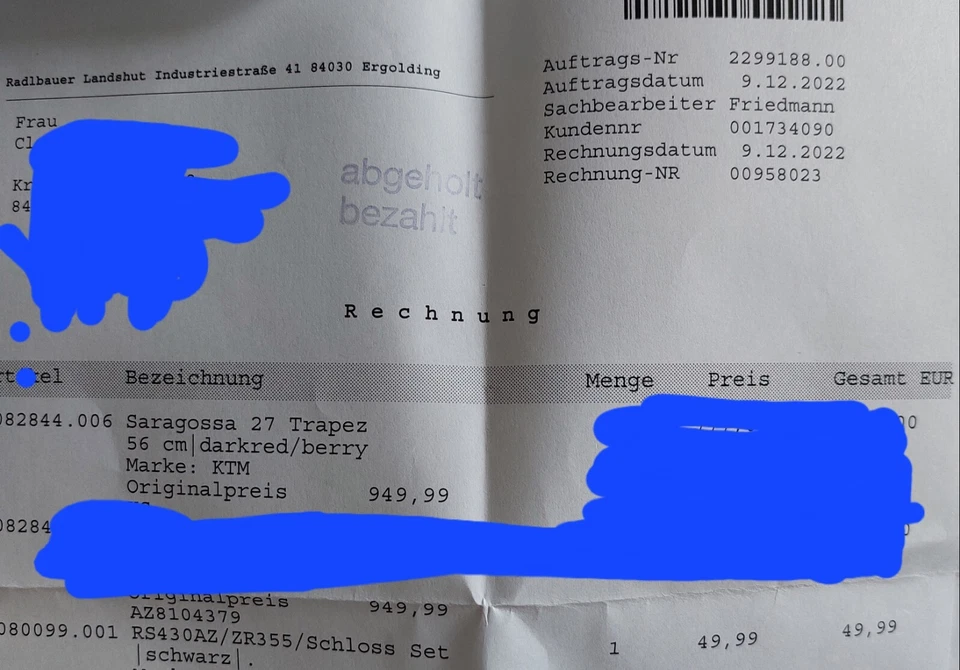 Radlbauer Landshut Industriestraße 41 84030 Ergolding
Auftrags-Nr 2299188.00
Auftragsdatum 9.12.2022
Sachbearbeiter Friedmann
Kundennr 001734090
Rechnungsdatum 9.12.2022
Rechnung-NR 00958023
Frau
abgeholt
bezahlt
Rechnung
Bezeichnung Menge Preis Gesamt EUR
082844.006 Saragossa 27 Trapez
56 cm|darkred/berry
Marke: KTM
Originalpreis 949,99
08284
Originalpreis 949,99
AZ8104379
080099.001 RS430AZ/ZR355/Schloss Set 1 49,99 49,99
|schwarz|.